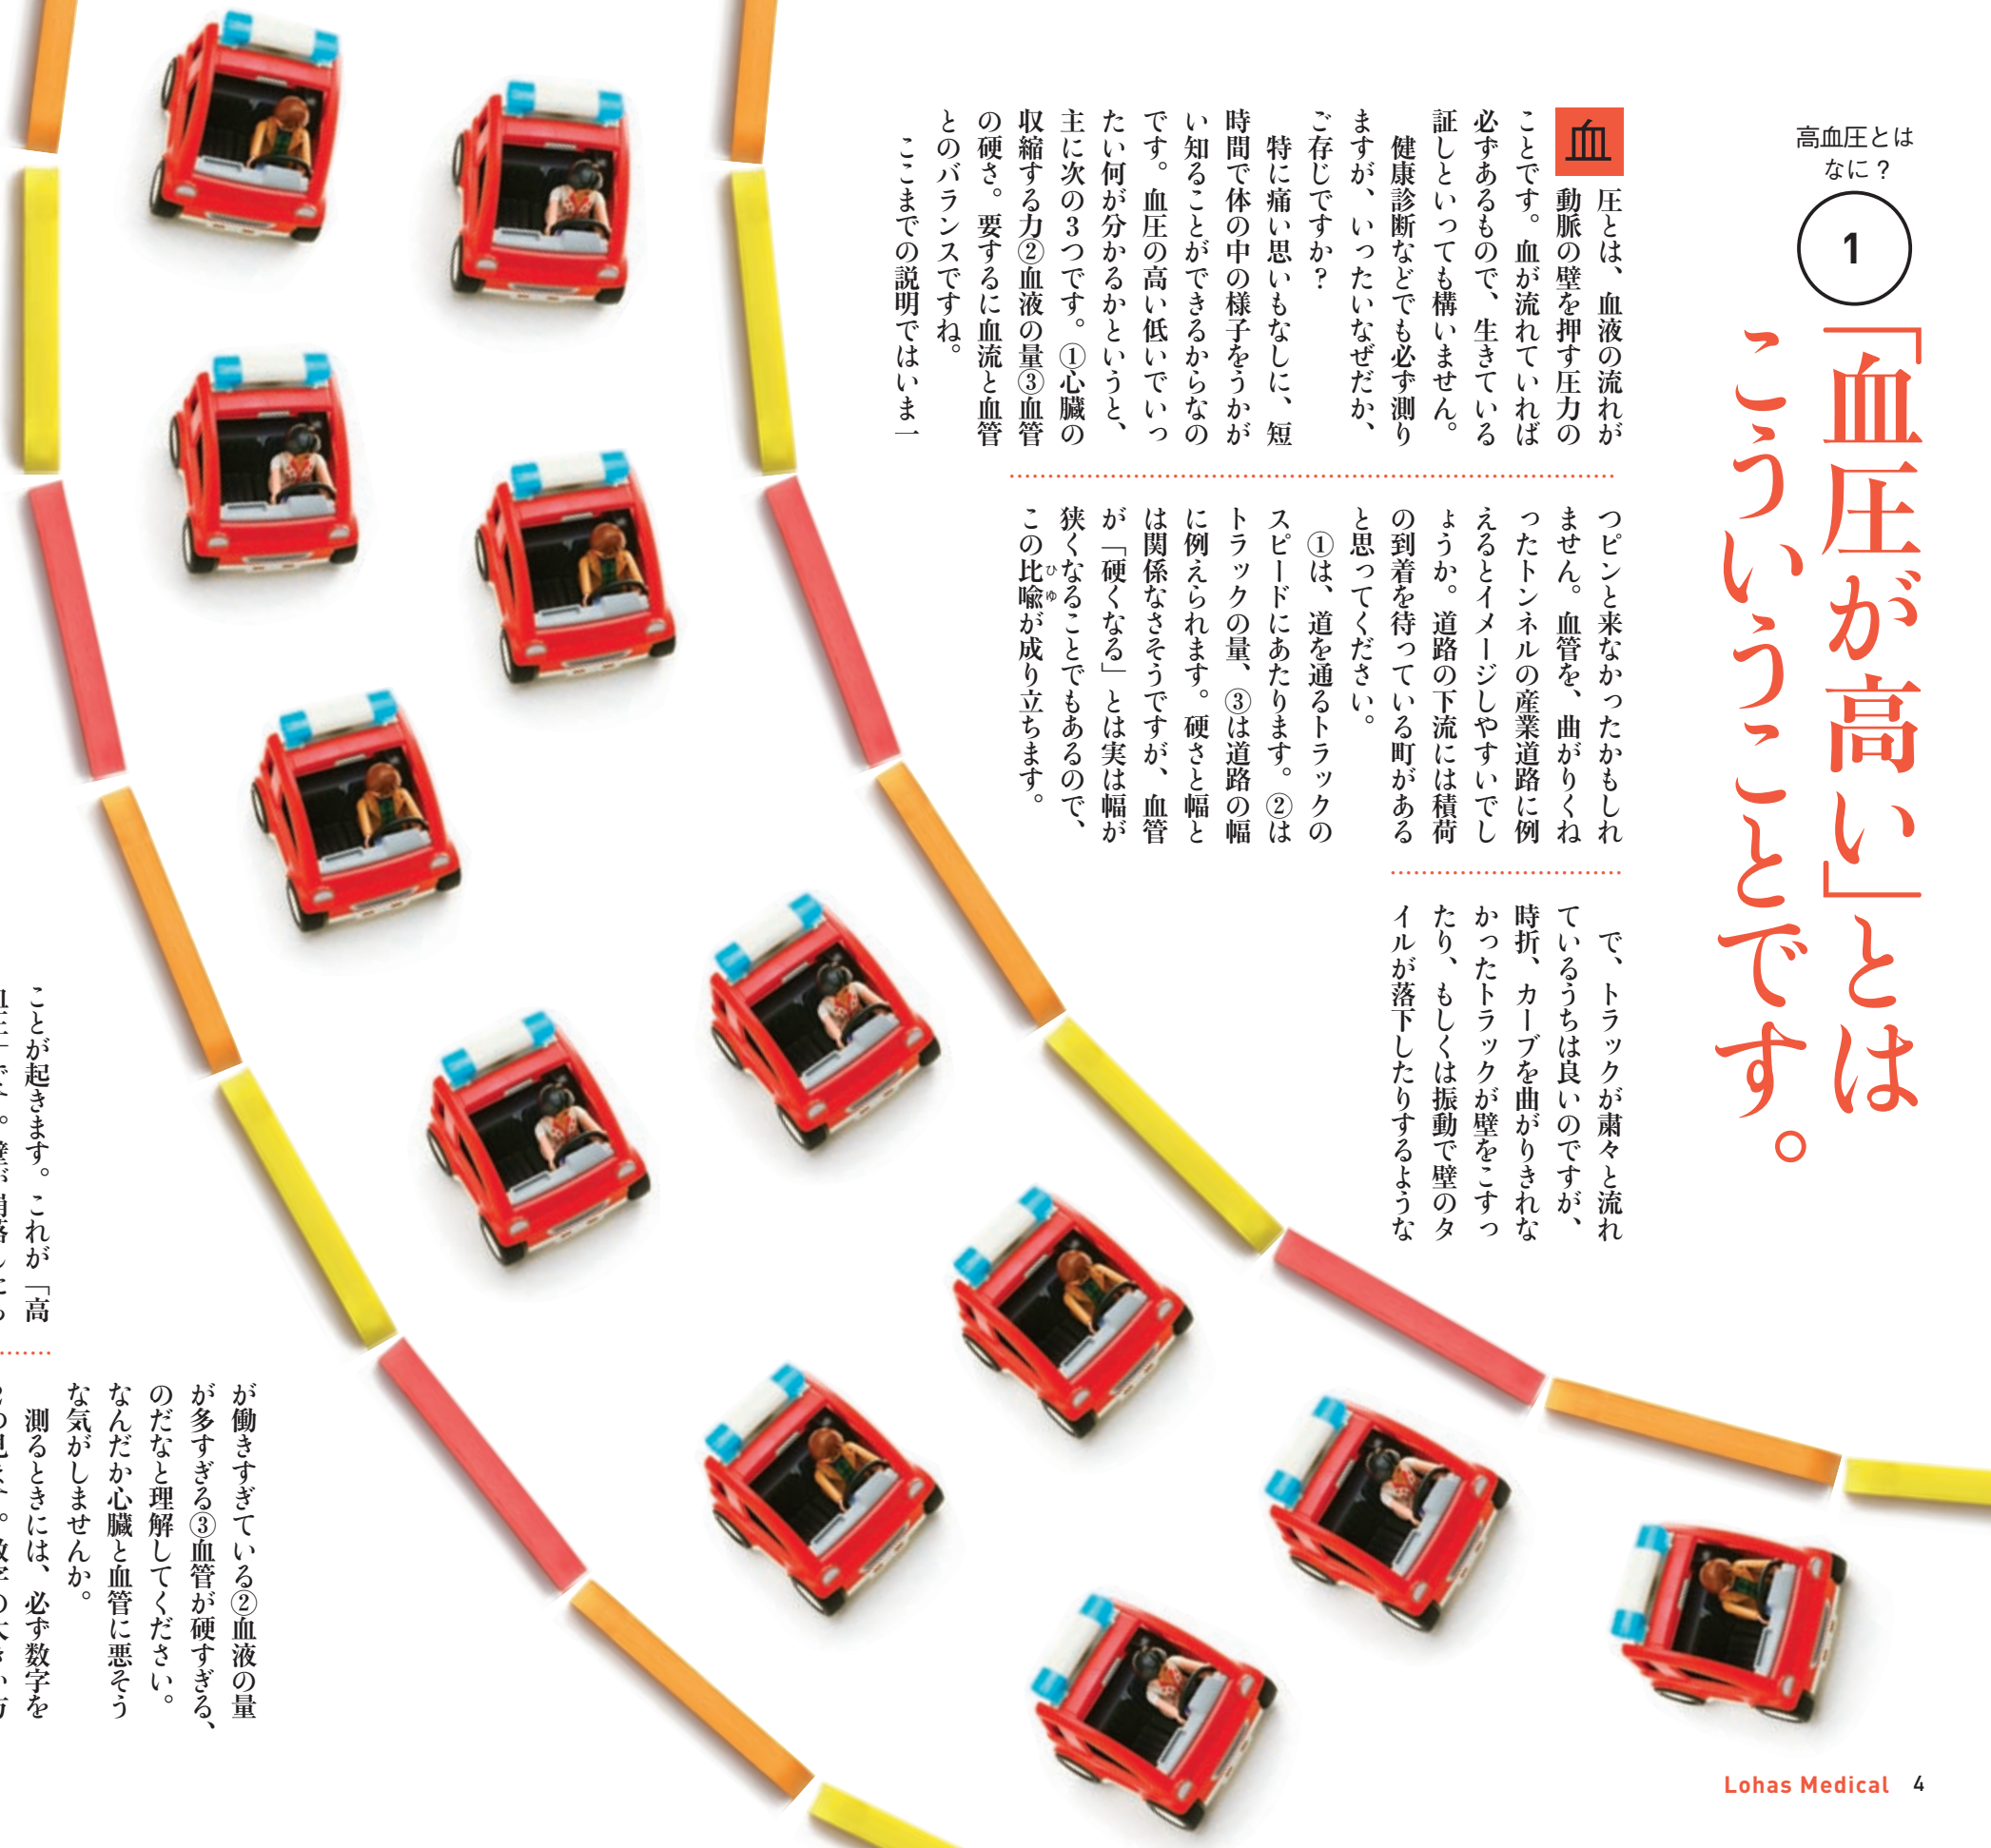 高血圧とは
なに？
1
「血圧が高い」とは
こういうことです。
血圧とは、血液の流れが
動脈の壁を押す圧力の
ことです。血が流れていれば
必ずあるもので、生きている
証しといっても構いません。
健康診断などでも必ず測り
ますが、いったいなぜだか、
ご存じですか？
特に痛い思いもなしに、短
時間で体の中の様子をうかが
い知ることができるからなの
です。血圧の高い低いでいっ
たい何が分かるかというと、
主に次の３つです。①心臓の
収縮する力②血液の量③血管
の硬さ。要するに血流と血管
とのバランスですね。
ここまでの説明ではいま一
つピンと来なかったかもしれ
ません。血管を、曲がりくね
ったトンネルの産業道路に例
えるとイメージしやすいでし
ょうか。道路の下流には積荷
の到着を待っている町がある
と思ってください。
①は、道を通るトラックの
スピードにあたります。②は
トラックの量、③は道路の幅
に例えられます。硬さと幅と
は関係なさそうですが、血管
が「硬くなる」とは実は幅が
狭くなることでもあるので、
この比喩が成り立ちます。
ひゆ
で、トラックが粛々と流れ
ているうちは良いのですが、
時折、カーブを曲がりきれな
かったトラックが壁をこすっ
たり、もしくは振動で壁のタ
イルが落下したりするような
ことが起きます。これが「高
が働きすぎている②血液の量
が多すぎる③血管が硬すぎる、
のだなと理解してください。
なんだか心臓と血管に悪そう
な気がしませんか。
測るときには、必ず数字を
Lohas Medical 4